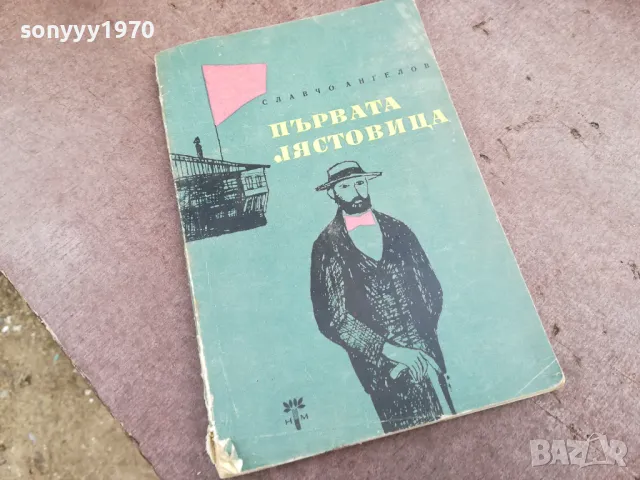 sonyyy1970
СЛАВЧО АНГЕЛОВ
ПЪРВАТА
ЛЯСТОВИЦА
НМ
BAZAR